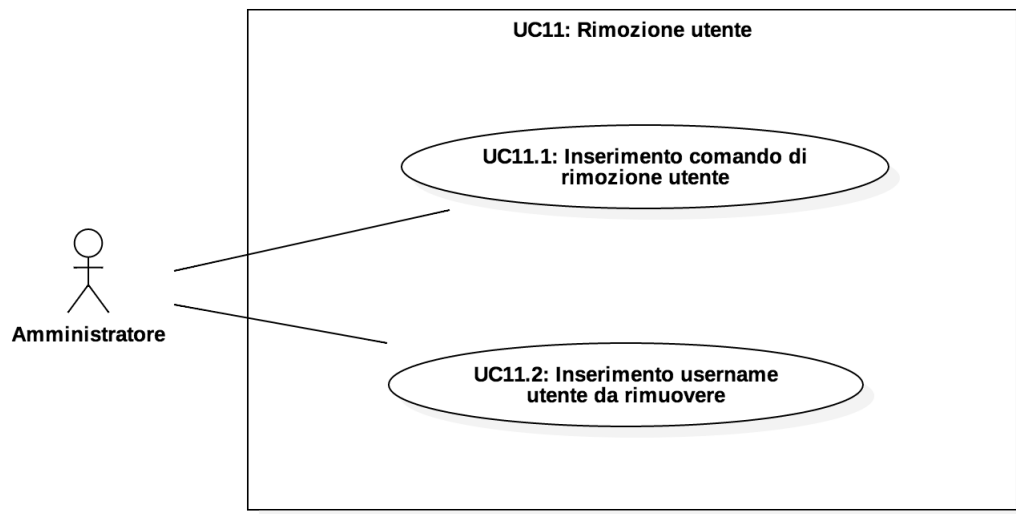 UC11: Rimozione utente
UC11.1: Inserimento comando di
rimozione utente
Amministratore
UC11.2: Inserimento username
utente da rimuovere